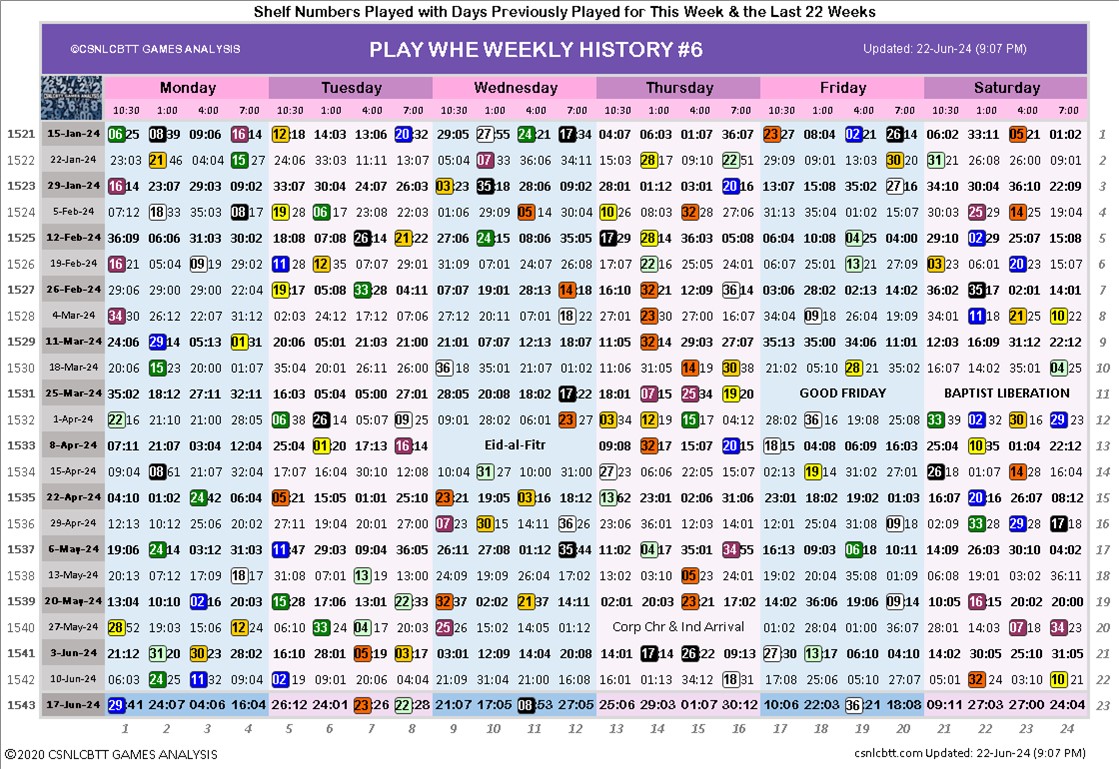 Shelf Numbers Played with Days Previously Played for This Week & the Last 22 Weeks
©CSNLCBTT GAMES ANALYSIS PLAY WHE WEEKLY HISTORY #6 Updated: 22-Jun-24 (9:07 PM)
Monday Tuesday Wednesday Thursday Friday Saturday
10:30 1:00 4:00 7:00 10:30 1:00 4:00 7:00 10:30 1:00 4:00 7:00 10:30 1:00 4:00 7:00 10:30 1:00 4:00 7:00 10:30 1:00 4:00 7:00
1521 15-Jan-24 06:25 08:39 09:06 16:14 12:18 14:03 13:06 20:32 29:05 27:55 24:21 17:34 04:07 06:03 01:07 36:07 23:27 08:04 02:21 26:14 06:02 33:11 05:21 01:02 1
1522 22-Jan-24 23:03 21:46 04:04 15:27 24:06 33:03 11:11 13:07 05:04 07:33 36:06 34:11 15:03 28:17 09:10 22:51 29:09 09:01 13:03 30:20 31:21 26:08 26:00 09:01 2
1523 29-Jan-24 16:14 23:07 29:03 09:02 33:07 30:04 24:07 26:03 03:23 35:18 28:06 09:02 28:01 01:12 03:01 20:16 13:07 15:08 35:02 27:16 34:10 30:04 36:10 22:09 3
1524 5-Feb-24 07:12 18:33 35:03 08:17 19:28 06:17 23:08 22:03 01:06 29:09 05:14 30:04 10:26 08:03 32:28 27:06 31:13 35:04 01:02 15:07 30:03 25:29 14:25 19:04 4
1525 12-Feb-24 36:09 06:06 31:03 30:02 18:08 07:08 26:14 21:22 27:06 24:15 08:06 35:05 17:29 28:14 36:03 05:08 06:04 10:08 04:25 04:00 29:10 02:29 25:07 15:08 5
1526 19-Feb-24 16:21 05:04 09:19 29:02 11:28 12:35 07:07 29:01 31:09 07:01 24:07 26:08 17:07 22:16 25:05 24:01 06:07 25:01 13:21 27:09 03:23 06:01 20:23 15:07 6
1527 26-Feb-24 29:06 29:00 29:00 22:04 19:17 05:08 33:28 04:11 07:07 19:01 28:13 14:18 16:10 32:21 12:09 36:14 03:06 28:02 02:13 14:02 36:02 35:17 02:01 14:01 7
1528 4-Mar-24 34:30 26:12 22:07 31:12 02:03 24:12 17:12 07:06 27:12 20:11 07:01 18:22 07:01 23:30 27:00 16:08 34:04 09:18 26:04 19:09 34:01 11:18 21:25 10:22 8
1529 11-Mar-24 24:06 29:14 05:13 01:31 20:06 05:01 21:03 21:00 21:01 07:07 12:13 18:07 11:05 32:14 29:03 27:07 35:13 35:00 34:06 11:01 12:03 16:09 31:12 22:12 9
1530 18-Mar-24 20:06 15:23 20:00 01:07 35:04 20:01 27:06 11:06 36:18 35:01 21:07 01:02 11:06 31:05 14:19 30:38 21:02 05:10 28:21 35:02 16:07 14:02 16:02 04:25 10
1531 25-Mar-24 35:02 18:12 27:11 32:11 16:03 05:04 05:00 27:01 28:05 20:08 18:02 17:22 18:01 07:15 25:34 19:20 GOOD FRIDAY BAPTIST LIBERATION 11
1532 1-Apr-24 22:16 21:10 21:00 28:05 06:38 26:14 07:08 09:25 09:01 28:02 06:01 23:27 03:34 12:19 15:17 04:12 28:02 36:16 19:08 25:08 33:39 02:32 30:16 29:23 12
1533 8-Apr-24 07:11 21:07 03:04 12:04 25:04 01:20 17:13 16:14 Eid-al-Fitr 09:08 32:17 15:07 20:15 18:15 04:08 06:09 16:03 25:04 10:35 01:04 22:12 13
1534 15-Apr-24 09:04 08:61 21:07 32:04 17:07 16:04 30:10 12:08 10:04 31:27 10:00 31:00 27:23 06:06 22:05 15:07 02:13 19:14 31:02 20:01 26:18 01:07 14:28 16:04 14
1535 22-Apr-24 04:10 01:02 24:42 06:04 05:21 15:05 01:01 25:10 23:21 19:05 03:16 18:12 13:62 23:01 02:06 31:06 23:01 18:02 19:02 01:03 16:07 20:16 26:07 08:12 15
1536 29-Apr-24 12:13 10:12 25:06 20:02 27:11 19:04 20:01 27:00 07:23 30:15 14:11 36:26 23:06 36:01 12:03 14:01 12:01 25:04 31:08 09:18 02:09 33:28 29:28 17:18 16
1537 6-May-24 19:06 24:14 03:12 31:03 11:47 29:03 09:04 36:05 26:11 27:08 01:12 35:44 11:02 04:17 35:01 34:55 16:13 09:03 06:18 10:11 14:09 26:03 30:10 04:02 17
1538 13-May-24 20:13 07:12 17:09 18:17 31:08 07:01 13:19 13:00 24:09 19:09 26:04 17:02 13:02 03:10 05:23 24:01 19:02 20:04 35:08 01:09 06:08 19:01 03:02 36:11 18
1539 20-May-24 13:04 10:10 02:16 20:03 15:28 17:06 13:01 22:33 32:37 02:02 21:37 14:11 02:01 20:03 23:21 17:02 14:02 36:06 19:06 09:14 10:05 16:15 20:02 20:00 19
1540 27-May-24 28:52 19:03 15:06 12:24 06:10 33:24 04:17 02:03 25:26 15:02 14:05 01:12 Corp Chr & Ind Arrival 01:02 28:04 01:00 36:07 28:01 14:03 07:18 34:23 20
1541 3-Jun-24 21:12 31:20 30:23 28:02 16:10 28:01 05:19 03:17 03:01 12:09 14:04 20:08 14:01 17:14 26:22 09:13 27:30 13:17 06:10 04:10 14:02 30:05 25:10 31:05 21
1542 10-Jun-24 06:03 24:25 11:32 09:04 02:19 09:01 20:06 22:04 21:09 31:04 21:00 16:08 16:01 01:13 34:12 18:31 17:08 25:06 05:10 07:17 05:01 32:24 03:12 10:21 22
1543 17-Jun-24 29:41 24:07 04:06 16:04 26:12 24:01 23:26 22:28 21:07 17:05 08:53 27:05 25:06 29:03 01:07 30:12 10:06 22:03 36:21 18:08 09:11 27:03 27:00 24:04 23
1 2 3 4 5 6 7 8 9 10 11 12 13 14 15 16 17 18 19 20 21 22 23 24
©2020 CSNLCBTT GAMES ANALYSIS csnlcbtt.com Updated: 22-Jun-24 (9:07 PM)